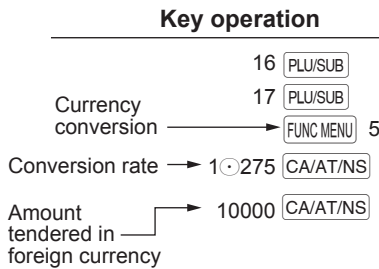 Key operation
16 PLU/SUB
17 PLU/SUB
Currency
conversion
FUNC MENU 5
Conversion rate 1⊙275 CA/AT/NS
Amount
tendered in
foreign currency
10000 CA/AT/NS